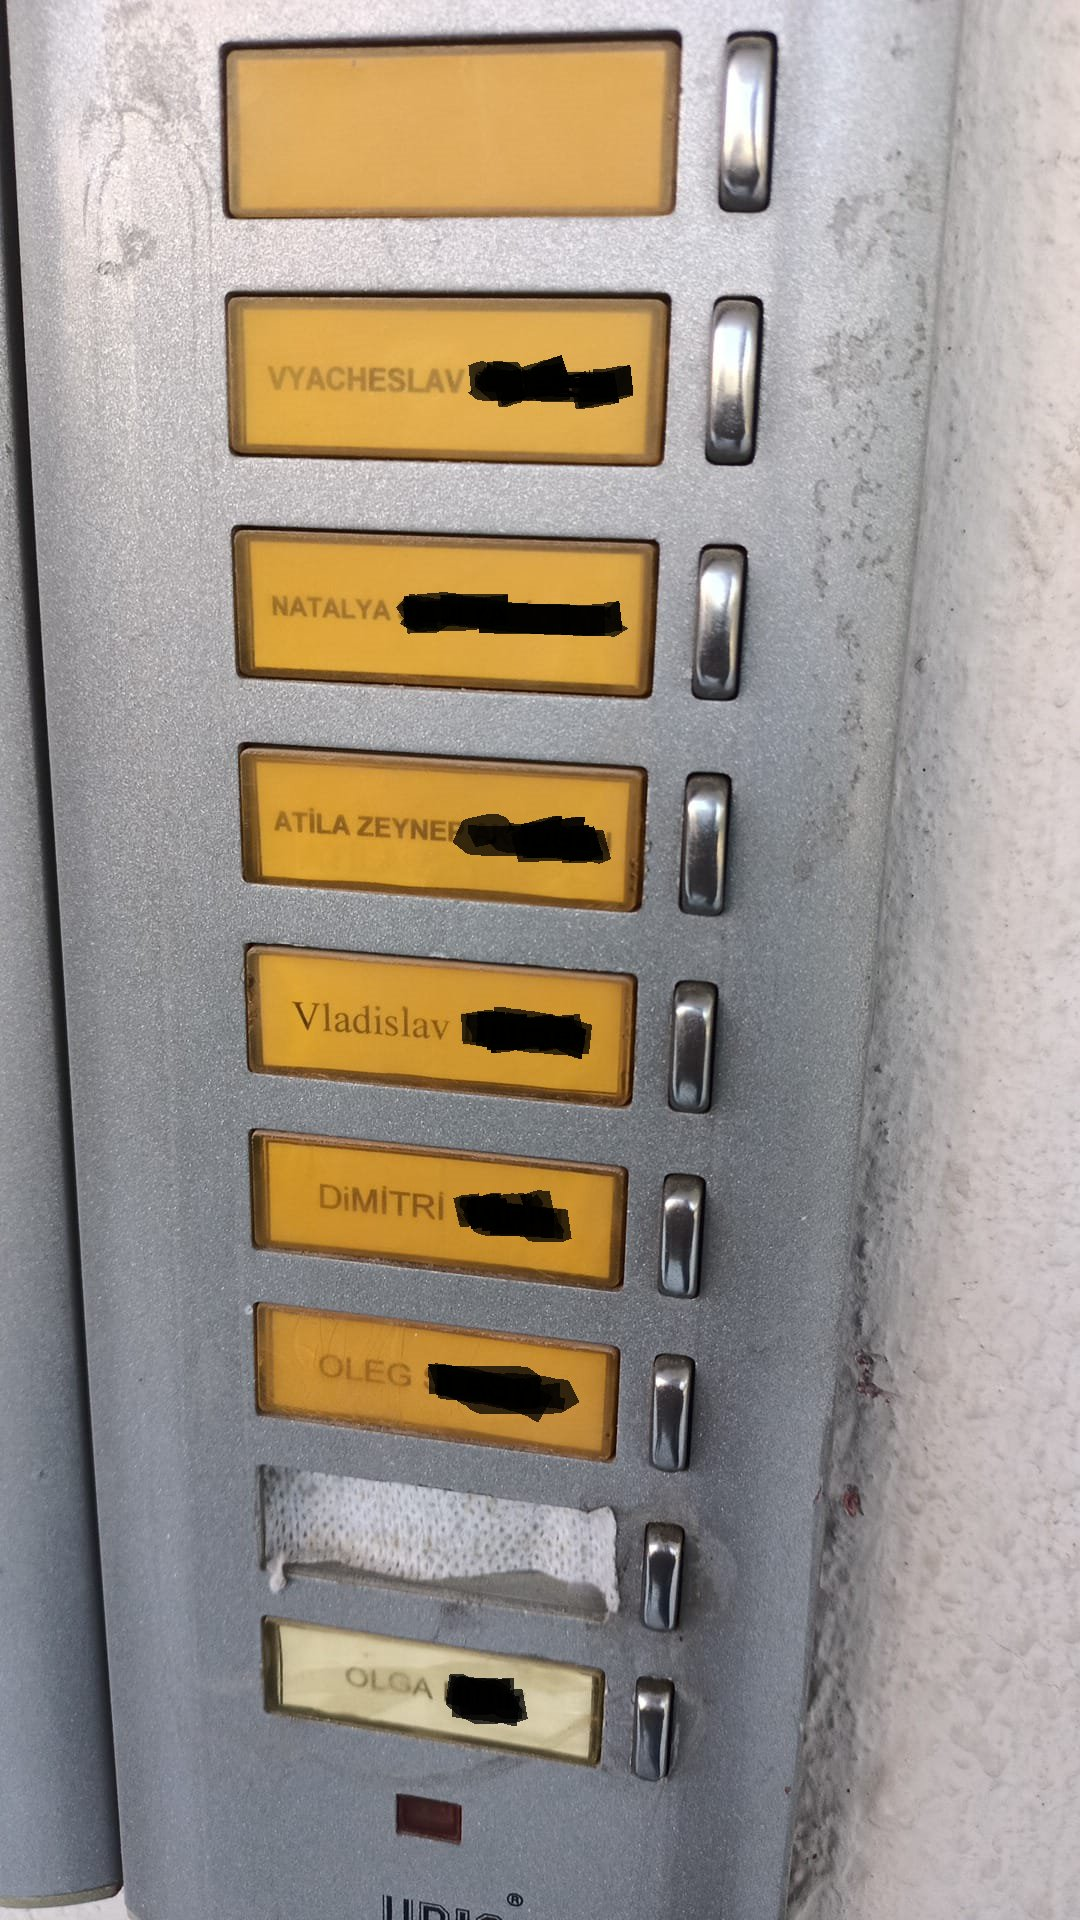 VYACHESLAV
NATALYA
ATİLA ZEYNEP
Vladislav
DiMİTRİ
OLEG
OLGA
®